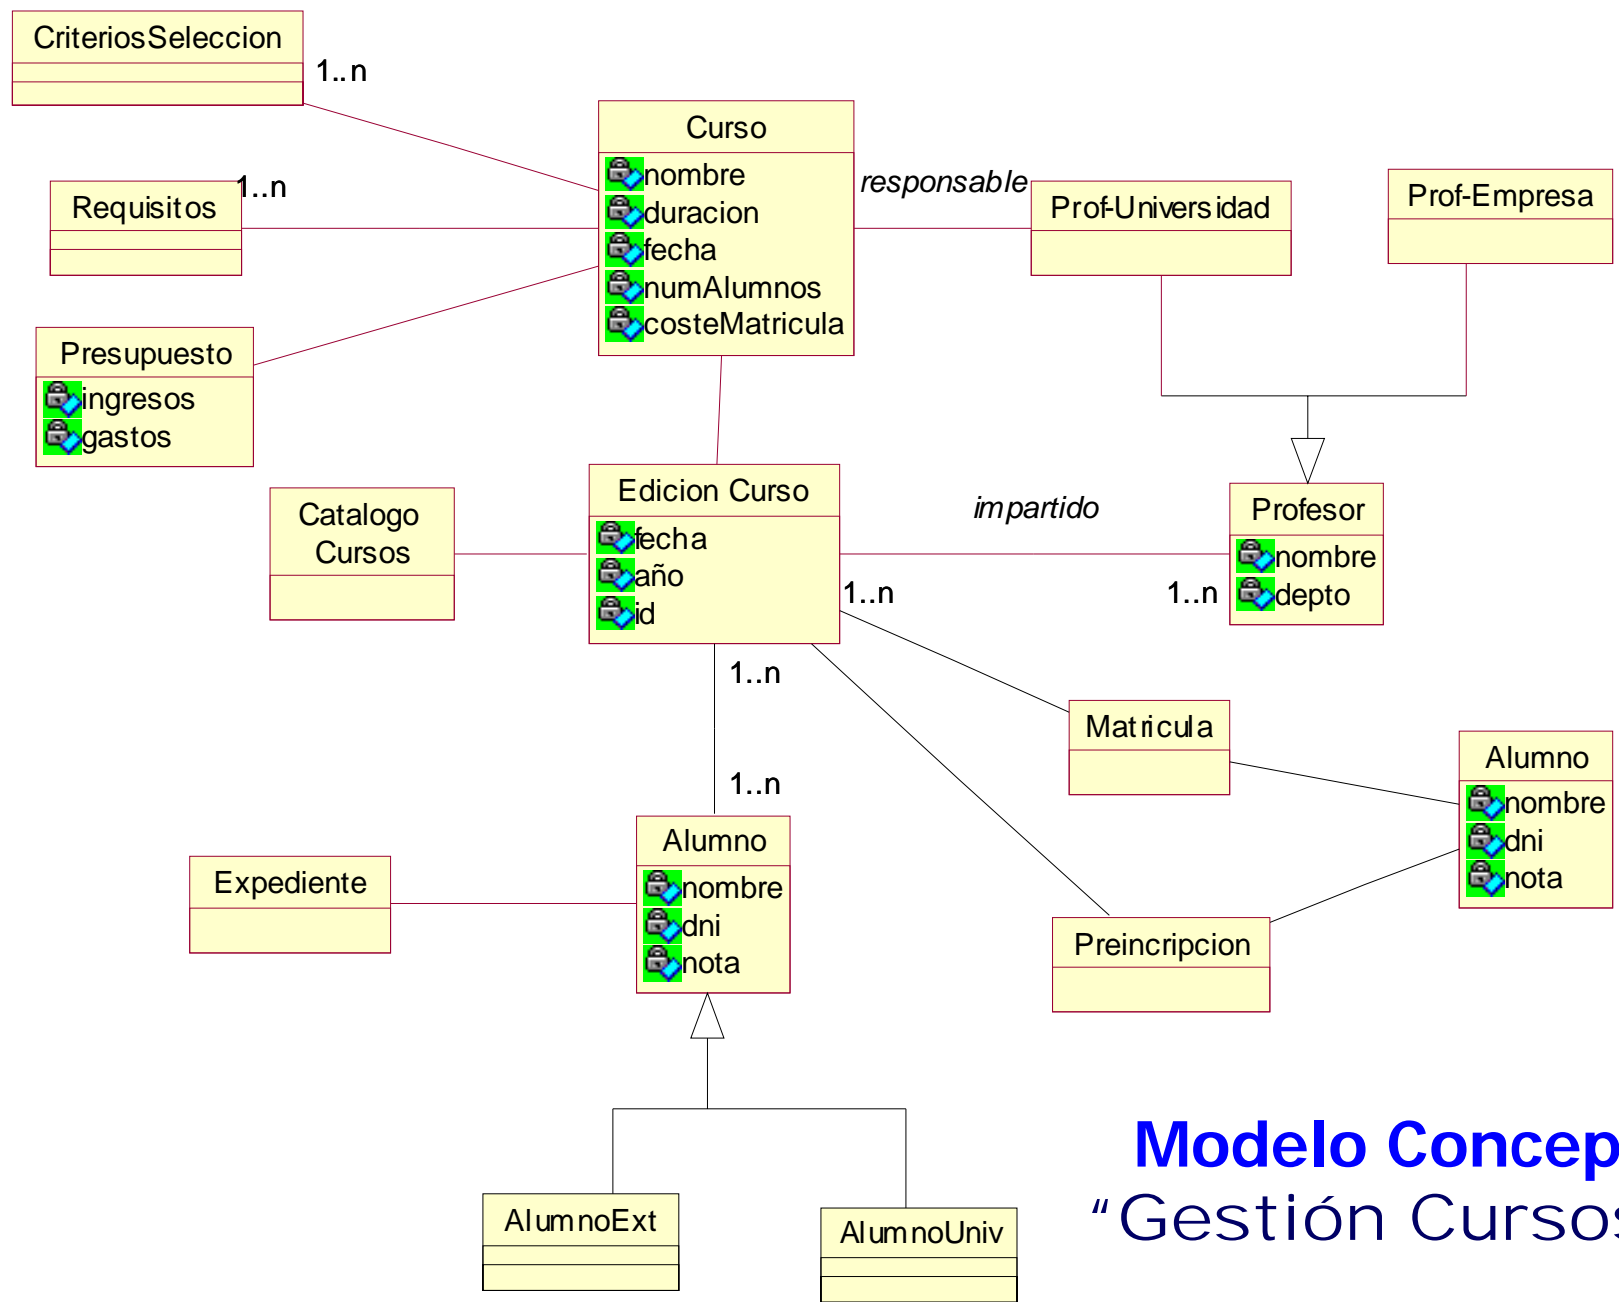 CriteriosSeleccion
1..n
Curso
nombre
duracion
fecha
numAlumnos
costeMatricula
responsable
Prof-Universidad
Prof-Empresa
1..n
Requisitos
Presupuesto
ingresos
gastos
Catalogo
Cursos
Edicion Curso
fecha
año
id
impartido
1..n
1..n
Profesor
nombre
depto
1..n
1..n
Matricula
Alumno
nombre
dni
nota
Alumno
nombre
dni
nota
Expediente
Preincripcion
AlumnoExt
AlumnoUniv
Modelo Concep
“Gestión Cursos